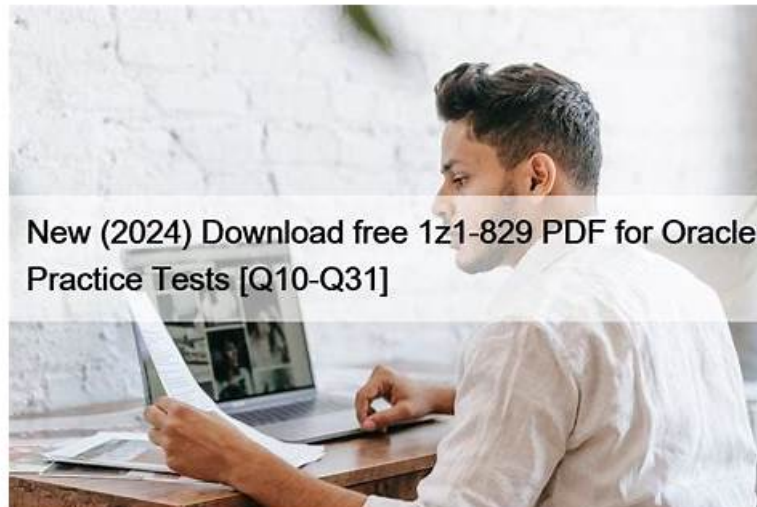 New (2024) Download free 1z1-829 PDF for Oracle
Practice Tests [Q10-Q31]